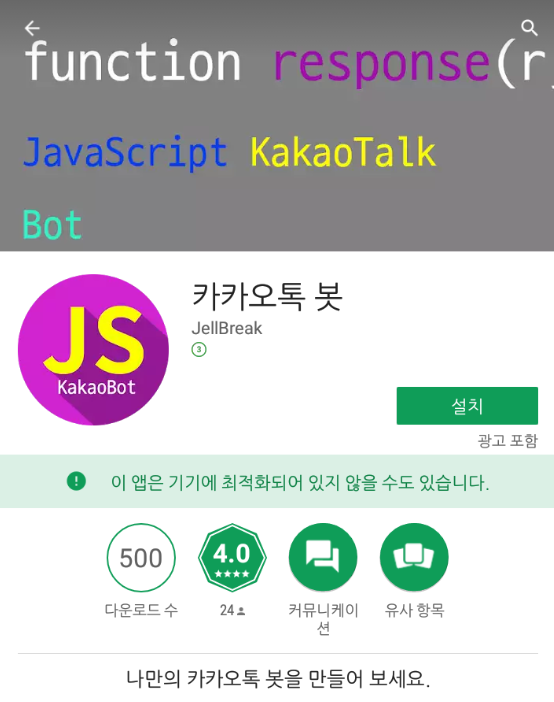 function response(r,
JavaScript KakaoTalk
Bot
JS
KakaoBot
카카오톡 봇
JellBreak
3
설치
광고 포함
이 앱은 기기에 최적화되어 있지 않을 수도 있습니다.
500
4.0
다운로드 수
24
커뮤니케이
션
유사 항목
나만의 카카오톡 봇을 만들어 보세요.